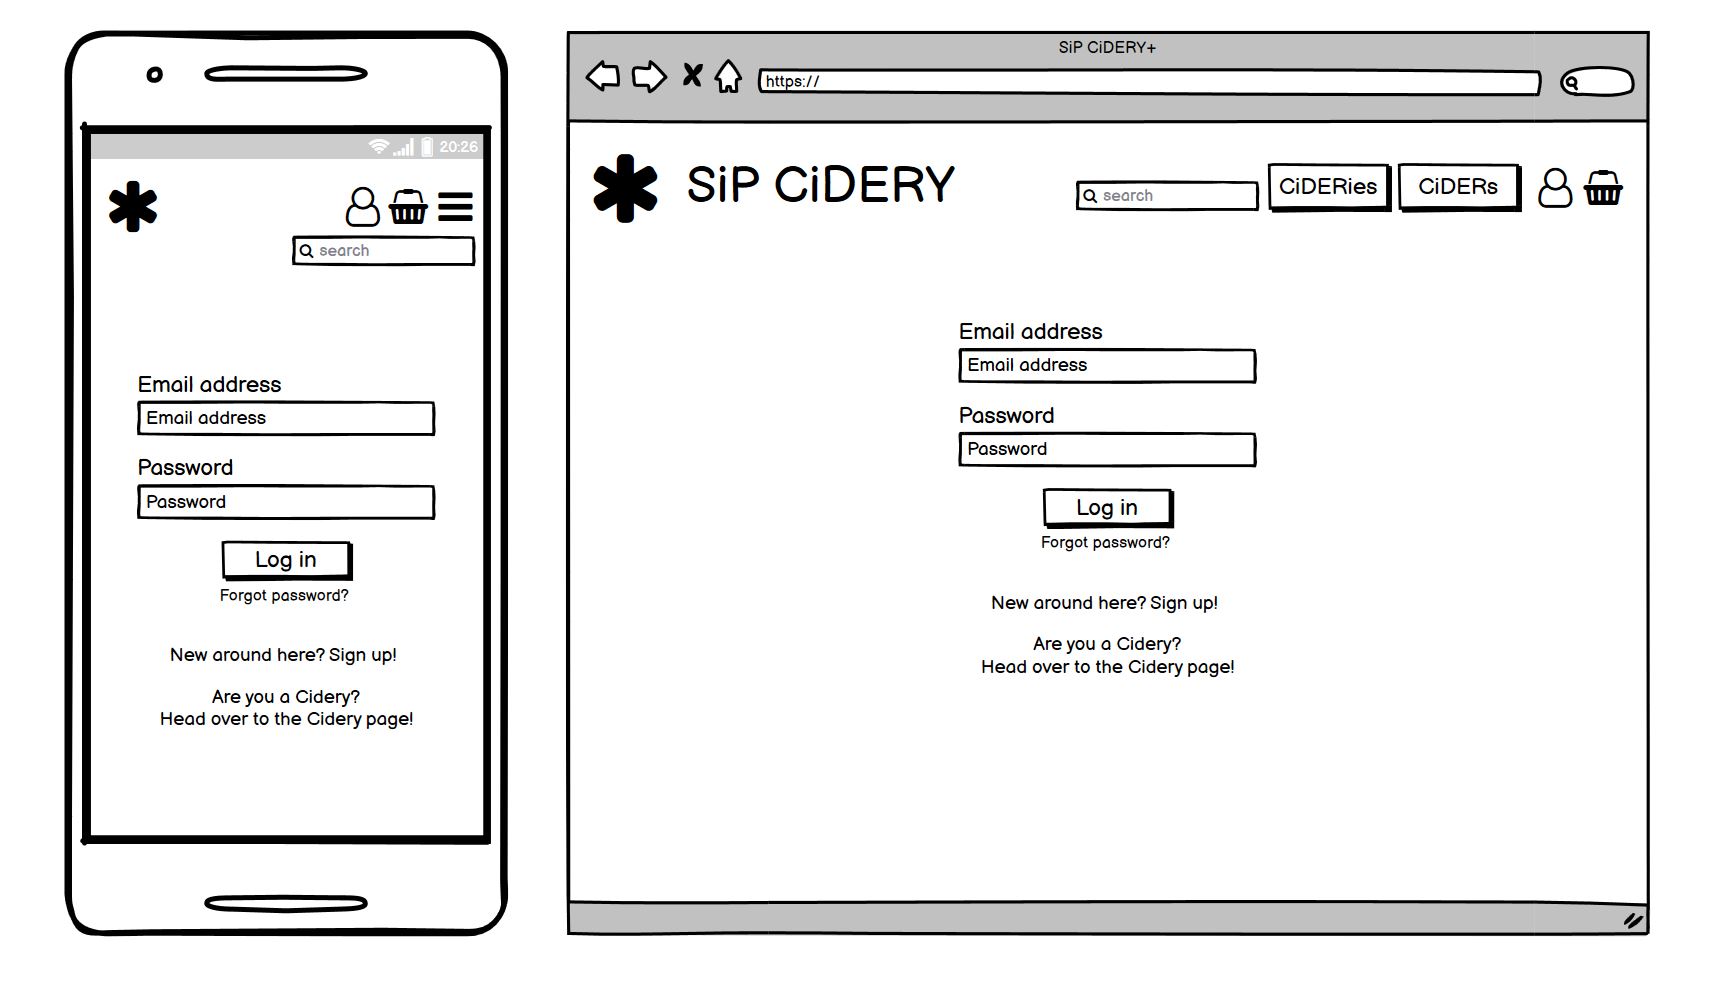 20:26
search
Email address
Email address
Password
Password
Log in
Forgot password?
New around here? Sign up!
Are you a Cidery?
Head over to the Cidery page!
SiP CiDERY+
https://
SiP CiDERY
search
CiDERies
CiDERs
Email address
Email address
Password
Password
Log in
Forgot password?
New around here? Sign up!
Are you a Cidery?
Head over to the Cidery page!